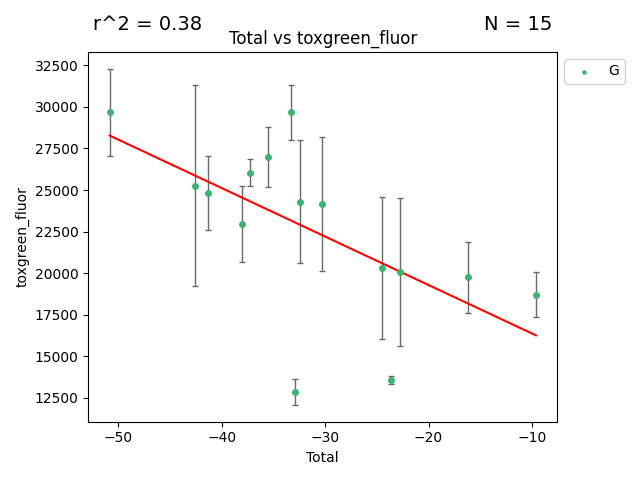 r^2 = 0.38
N = 15
Total vs toxgreen_fluor
G
32500
30000
27500
25000
22500
20000
17500
15000
12500
toxgreen_fluor
−50
−40
−30
−20
−10
Total